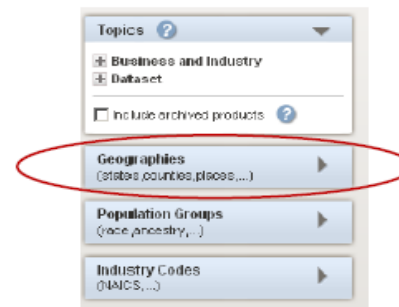 Topics ?
Business and Industry
Dataset
Include archived products ?
Geographies
(states,counties,places,...)
Population Groups
(race,ancestry,...)
Industry Codes
(NAICS,...)